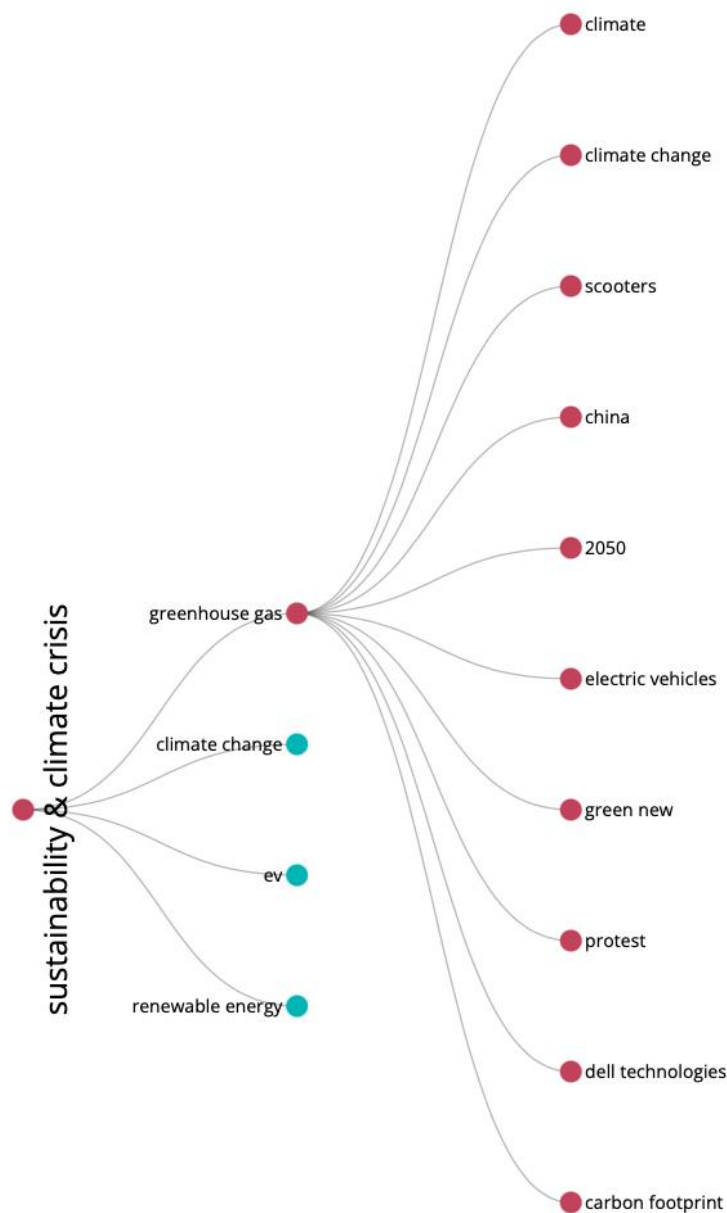 sustainability & climate crisis
greenhouse gas
climate change
ev
renewable energy
climate
climate change
scooters
china
2050
electric vehicles
green new
protest
dell technologies
carbon footprint